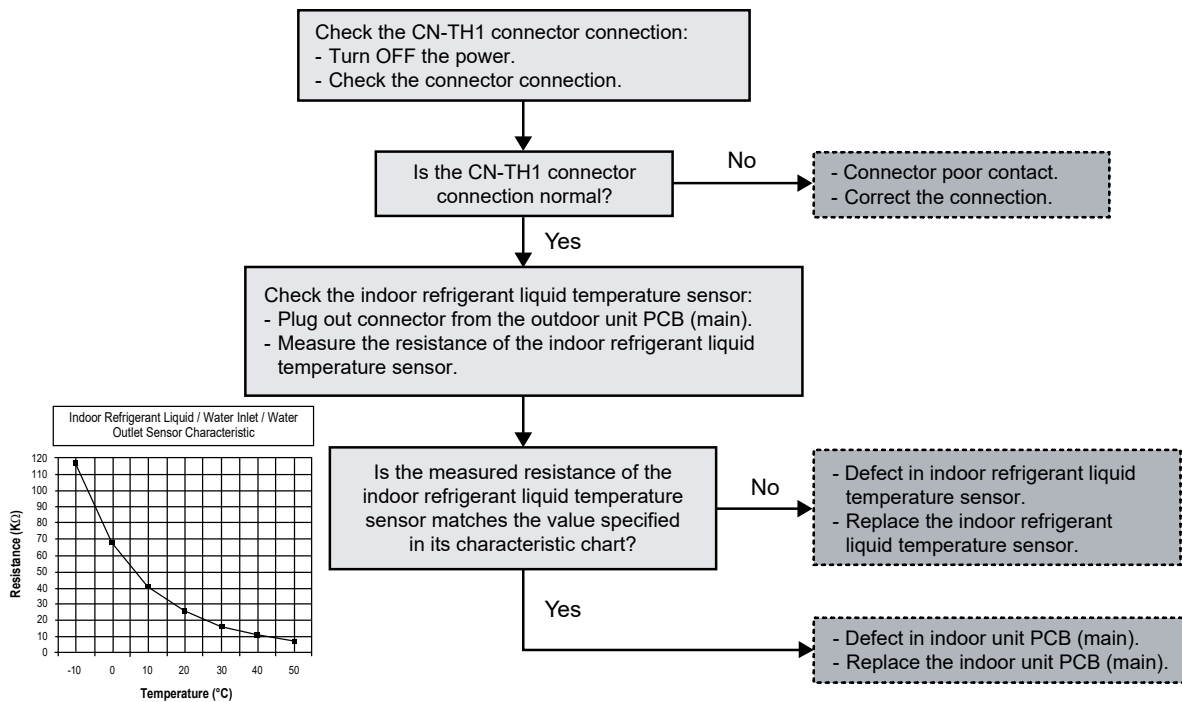 Check the CN-TH1 connector connection:
- Turn OFF the power.
- Check the connector connection.
Is the CN-TH1 connector
connection normal?
No
- Connector poor contact.
- Correct the connection.
Yes
Check the indoor refrigerant liquid temperature sensor:
- Plug out connector from the outdoor unit PCB (main).
- Measure the resistance of the indoor refrigerant liquid
temperature sensor.
Indoor Refrigerant Liquid / Water Inlet / Water
Outlet Sensor Characteristic
Resistance (KΩ)
120
110
100
90
80
70
60
50
40
30
20
10
0
-10 0 10 20 30 40 50
Temperature (°C)
Is the measured resistance of the
indoor refrigerant liquid temperature
sensor matches the value specified
in its characteristic chart?
No
- Defect in indoor refrigerant liquid
temperature sensor.
- Replace the indoor refrigerant
liquid temperature sensor.
Yes
- Defect in indoor unit PCB (main).
- Replace the indoor unit PCB (main).